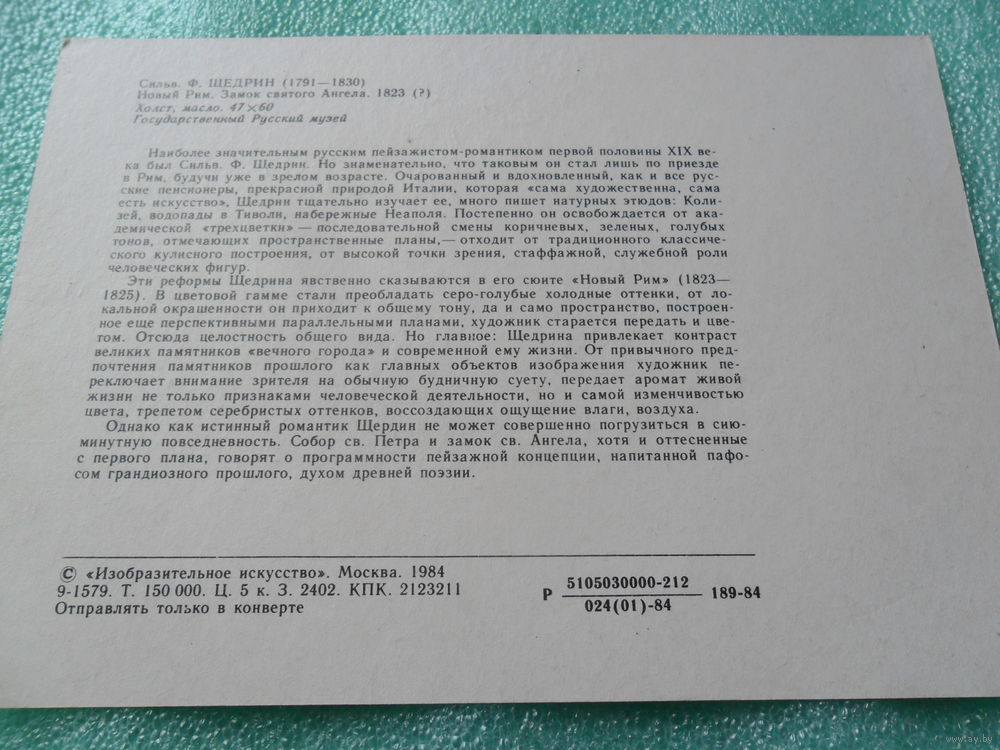 Сильв. Ф. ЩЕДРИН (1791—1830)
Новый Рим. Замок святого Ангела. 1823 (?)
Холст, масло. 47×60
Государственный Русский музей
Наиболее значительным русским пейзажистом-романтиком первой половины XIX ве-
ка был Сильв. Ф. Щедрин. Но знаменательно, что таковым он стал лишь по приезде
в Рим, будучи уже в зрелом возрасте. Очарованный и вдохновленный, как и все рус-
ские пенсионеры, прекрасной природой Италии, которая «сама художественна, сама
есть искусство», Щедрин тщательно изучает ее, много пишет натурных этюдов: Коли-
зей, водопады в Тиволи, набережные Неаполя. Постепенно он освобождается от ака-
демической «трехцветки» — последовательной смены коричневых, зеленых, голубых
тонов, отмечающих пространственные планы,— отходит от традиционного классиче-
ского кулисного построения, от высокой точки зрения, стаффажной, служебной роли
человеческих фигур.
Эти реформы Щедрина явственно сказываются в его сюите «Новый Рим» (1823—
1825). В цветовой гамме стали преобладать серо-голубые холодные оттенки, от ло-
кальной окрашенности он приходит к общему тону, да и само пространство, построен-
ное еще перспективными параллельными планами, художник старается передать и цве-
том. Отсюда целостность общего вида. Но главное: Щедрина привлекает контраст
великих памятников «вечного города» и современной ему жизни. От привычного пред-
почтения памятников прошлого как главных объектов изображения художник пе-
реключает внимание зрителя на обычную будничную суету, передает аромат живой
жизни не только признаками человеческой деятельности, но и самой изменчивостью
цвета, трепетом серебристых оттенков, воссоздающих ощущение влаги, воздуха.
Однако как истинный романтик Щердин не может совершенно погрузиться в сию-
минутную повседневность. Собор св. Петра и замок св. Ангела, хотя и оттесненные
с первого плана, говорят о программности пейзажной концепции, напитанной пафо-
сом грандиозного прошлого, духом древней поэзии.
© «Изобразительное искусство». Москва. 1984
9-1579. Т. 150 000. Ц. 5 к. З. 2402. КПК. 2123211
Отправлять только в конверте
Р 5105030000-212 189-84
024(01)-84
www.ay.by